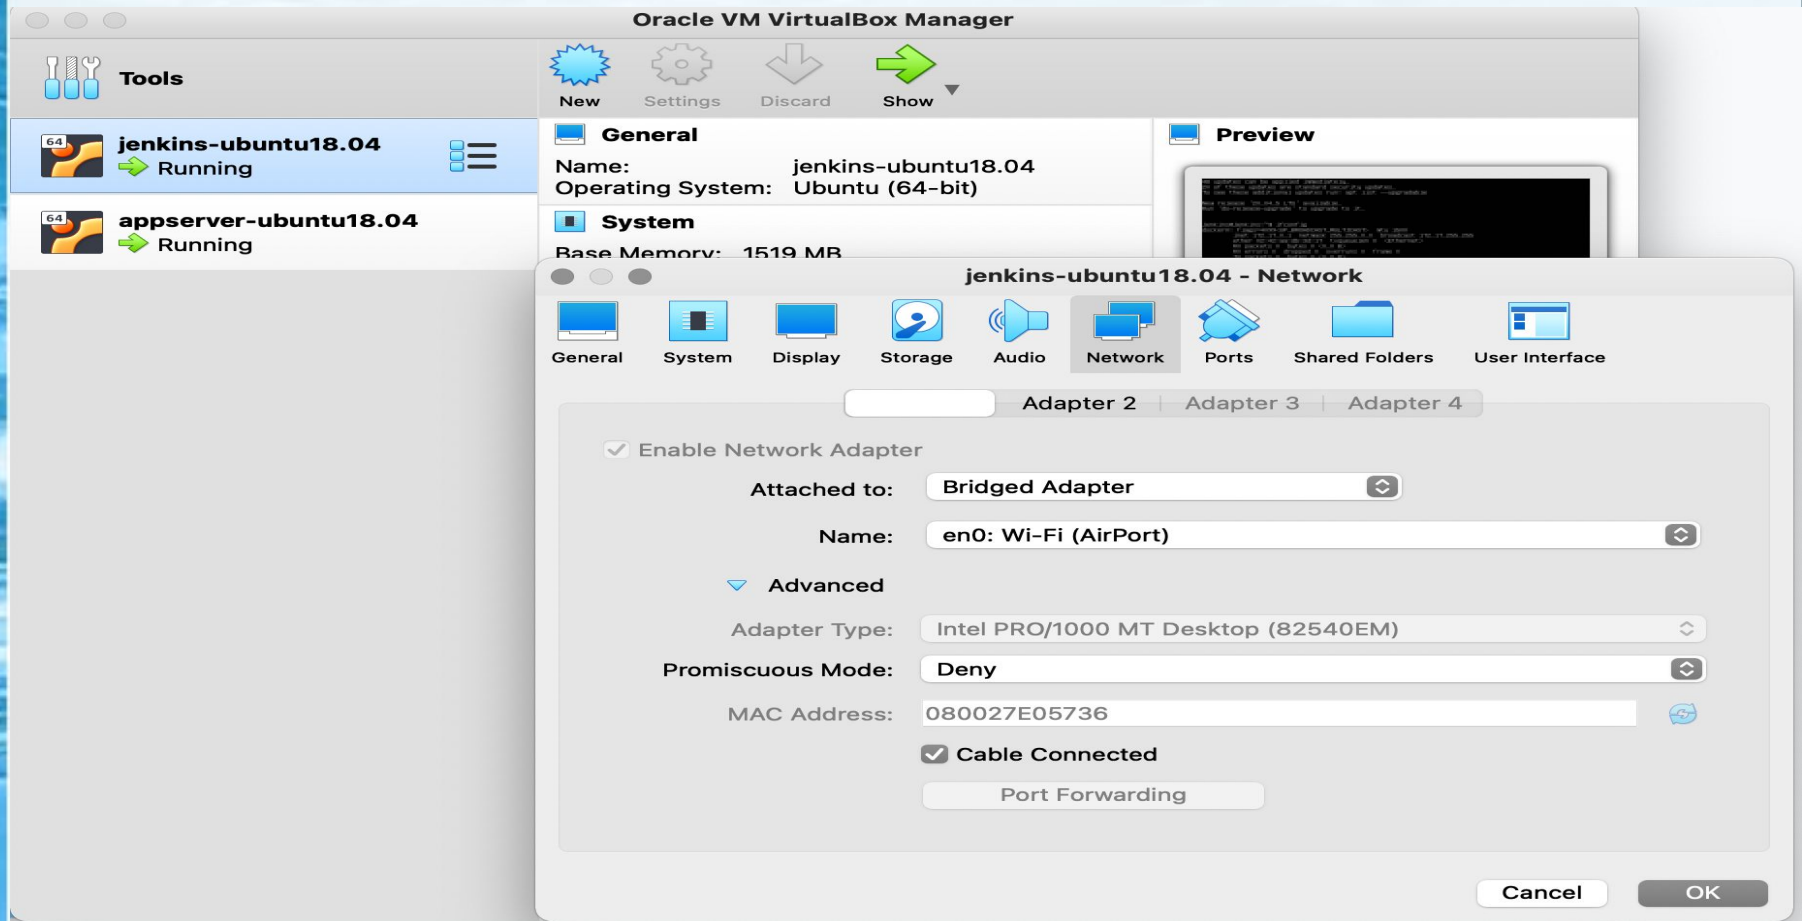 Oracle VM VirtualBox Manager
Tools
New
Settings
Discard
Show
64
jenkins-ubuntu18.04
Running
64
appserver-ubuntu18.04
Running
General
Name: jenkins-ubuntu18.04
Operating System: Ubuntu (64-bit)
System
Base Memory: 1519 MB
Preview
jenkins-ubuntu18.04 - Network
General
System
Display
Storage
Audio
Network
Ports
Shared Folders
User Interface
Adapter 2
Adapter 3
Adapter 4
Enable Network Adapter
Attached to: Bridged Adapter
Name: en0: Wi-Fi (AirPort)
Advanced
Adapter Type: Intel PRO/1000 MT Desktop (82540EM)
Promiscuous Mode: Deny
MAC Address: 080027E05736
Cable Connected
Port Forwarding
Cancel
OK